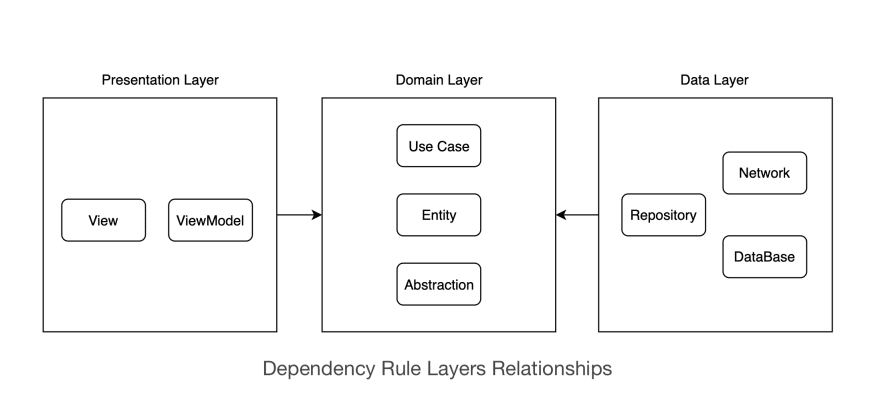 Presentation Layer
Domain Layer
Data Layer
View
ViewModel
Use Case
Entity
Abstraction
Repository
Network
DataBase
Dependency Rule Layers Relationships